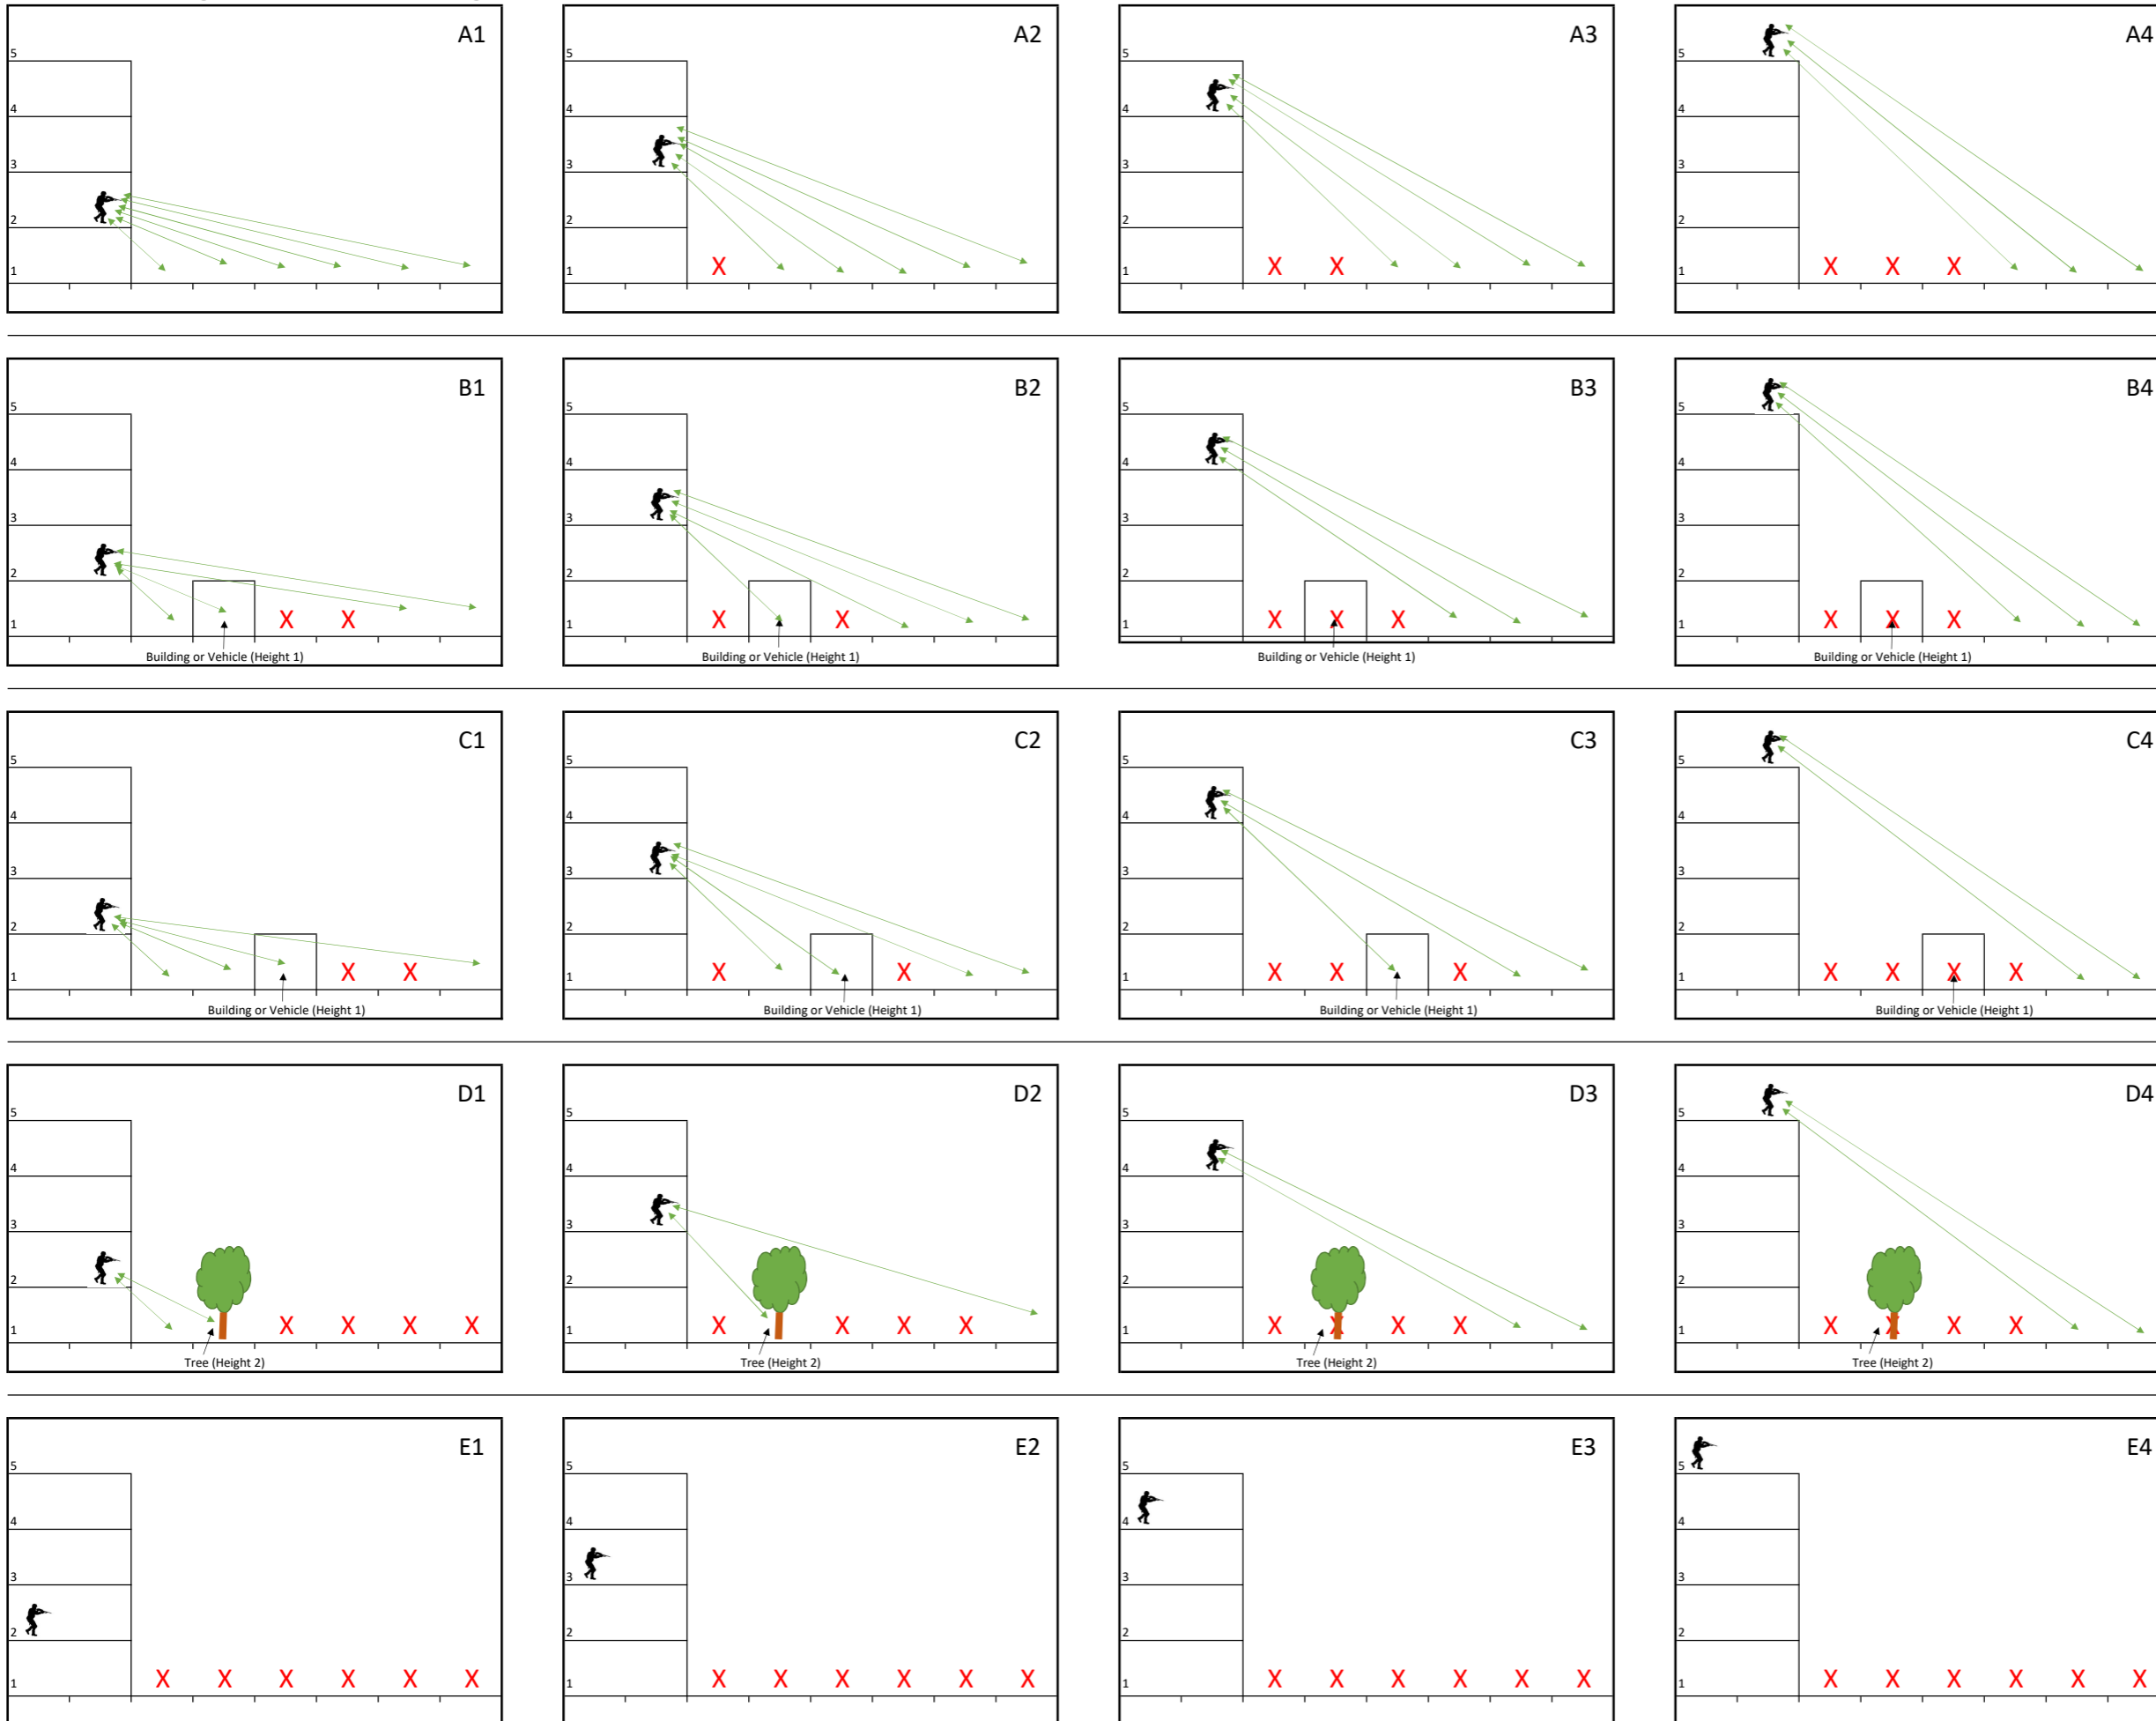 A1
5
4
3
2
1
A2
5
4
3
2
1 X
A3
5
4
3
2
1 X X
A4
5
4
3
2
1 X X X
B1
5
4
3
2
1 X X
Building or Vehicle (Height 1)
B2
5
4
3
2
1 X X
Building or Vehicle (Height 1)
B3
5
4
3
2
1 X X X
Building or Vehicle (Height 1)
B4
5
4
3
2
1 X X X
Building or Vehicle (Height 1)
C1
5
4
3
2
1 X X
Building or Vehicle (Height 1)
C2
5
4
3
2
1 X X
Building or Vehicle (Height 1)
C3
5
4
3
2
1 X X X
Building or Vehicle (Height 1)
C4
5
4
3
2
1 X X X X
Building or Vehicle (Height 1)
D1
5
4
3
2
1 X X X X
Tree (Height 2)
D2
5
4
3
2
1 X X X X
Tree (Height 2)
D3
5
4
3
2
1 X X X X
Tree (Height 2)
D4
5
4
3
2
1 X X X X
Tree (Height 2)
E1
5
4
3
2
1 X X X X X X
E2
5
4
3
2
1 X X X X X X
E3
5
4
3
2
1 X X X X X X
E4
5
4
3
2
1 X X X X X X